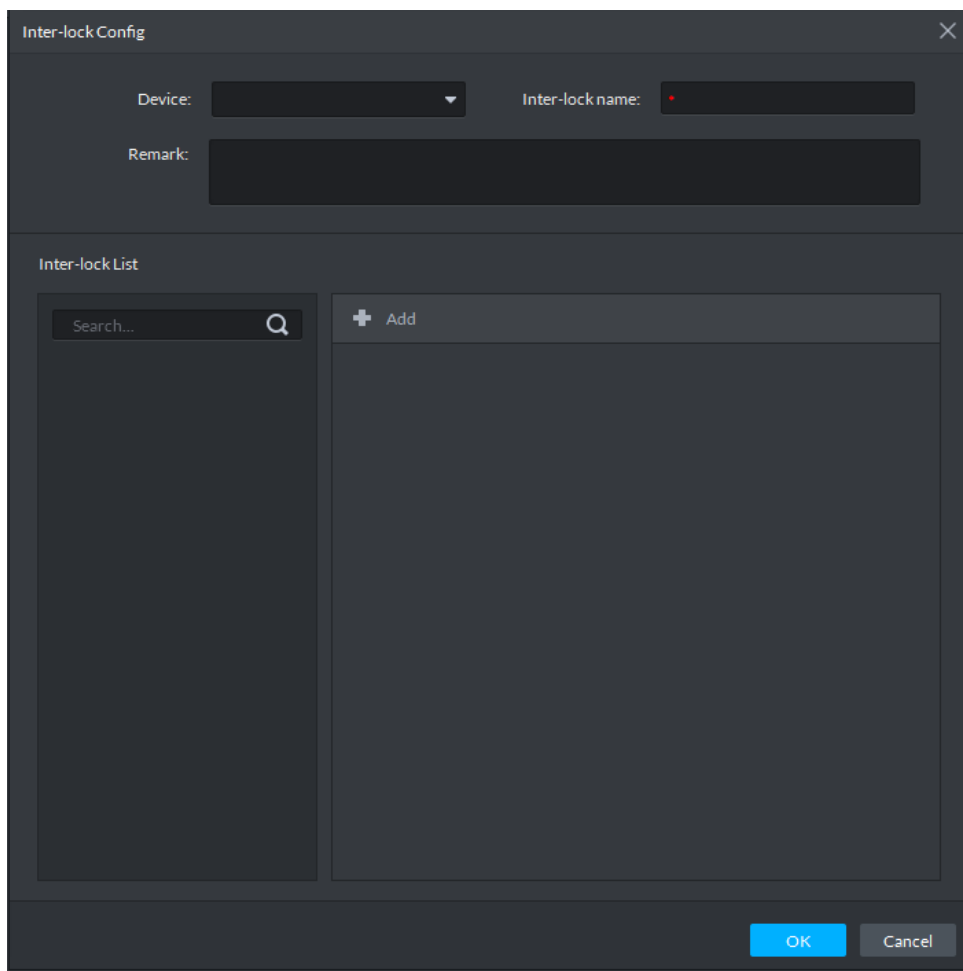 Inter-lock Config
Device:
Inter-lock name: *
Remark:
Inter-lock List
Search...
Add
OK Cancel